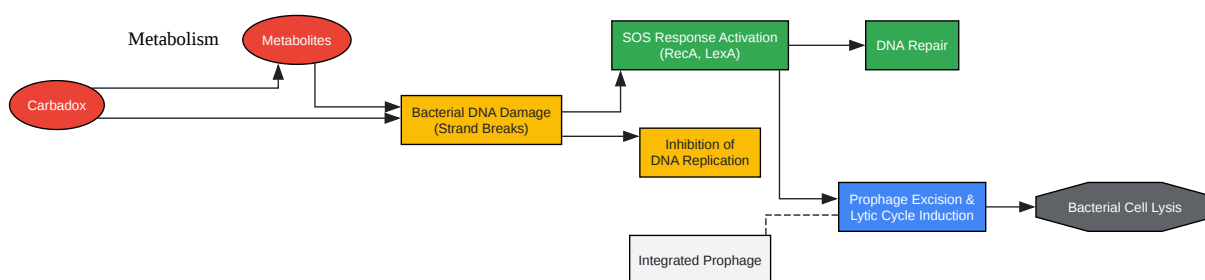 Metabolism
Metabolites
Carbadox
Bacterial DNA Damage
(Strand Breaks)
SOS Response Activation
(RecA, LexA)
DNA Repair
Inhibition of
DNA Replication
Prophage Excision &
Lytic Cycle Induction
Bacterial Cell Lysis
Integrated Prophage